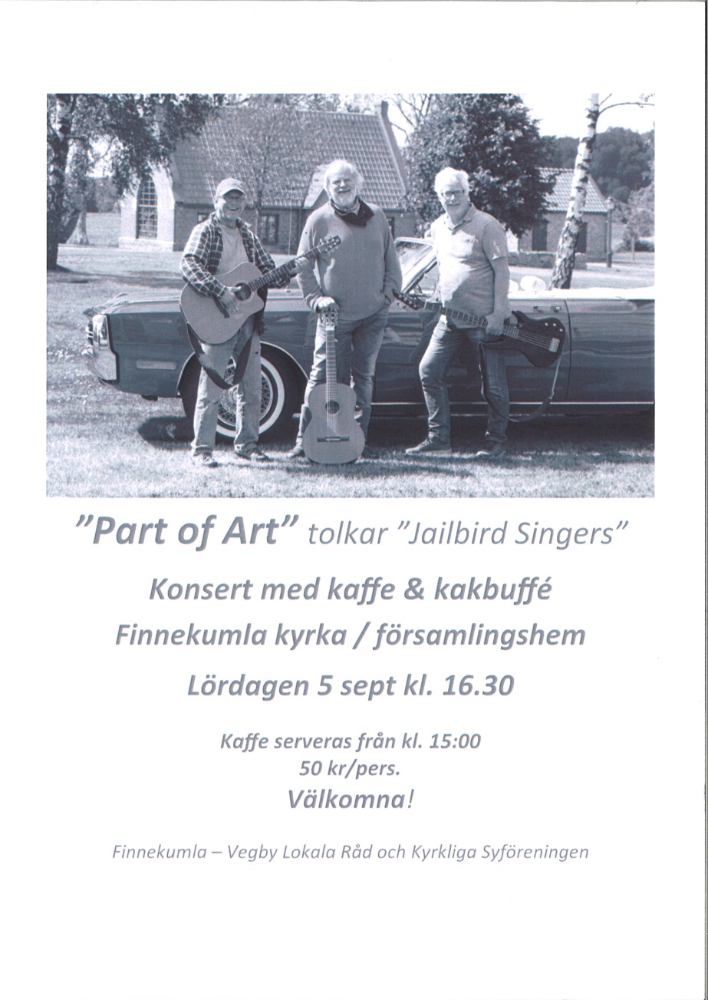 ”Part of Art” tolkar ”Jailbird Singers”
Konsert med kaffe & kakbuffé
Finnekumla kyrka / församlingshem
Lördagen 5 sept kl. 16.30
Kaffe serveras från kl. 15:00
50 kr/pers.
Välkomna!
Finnekumla – Vegby Lokala Råd och Kyrkliga Syföreningen